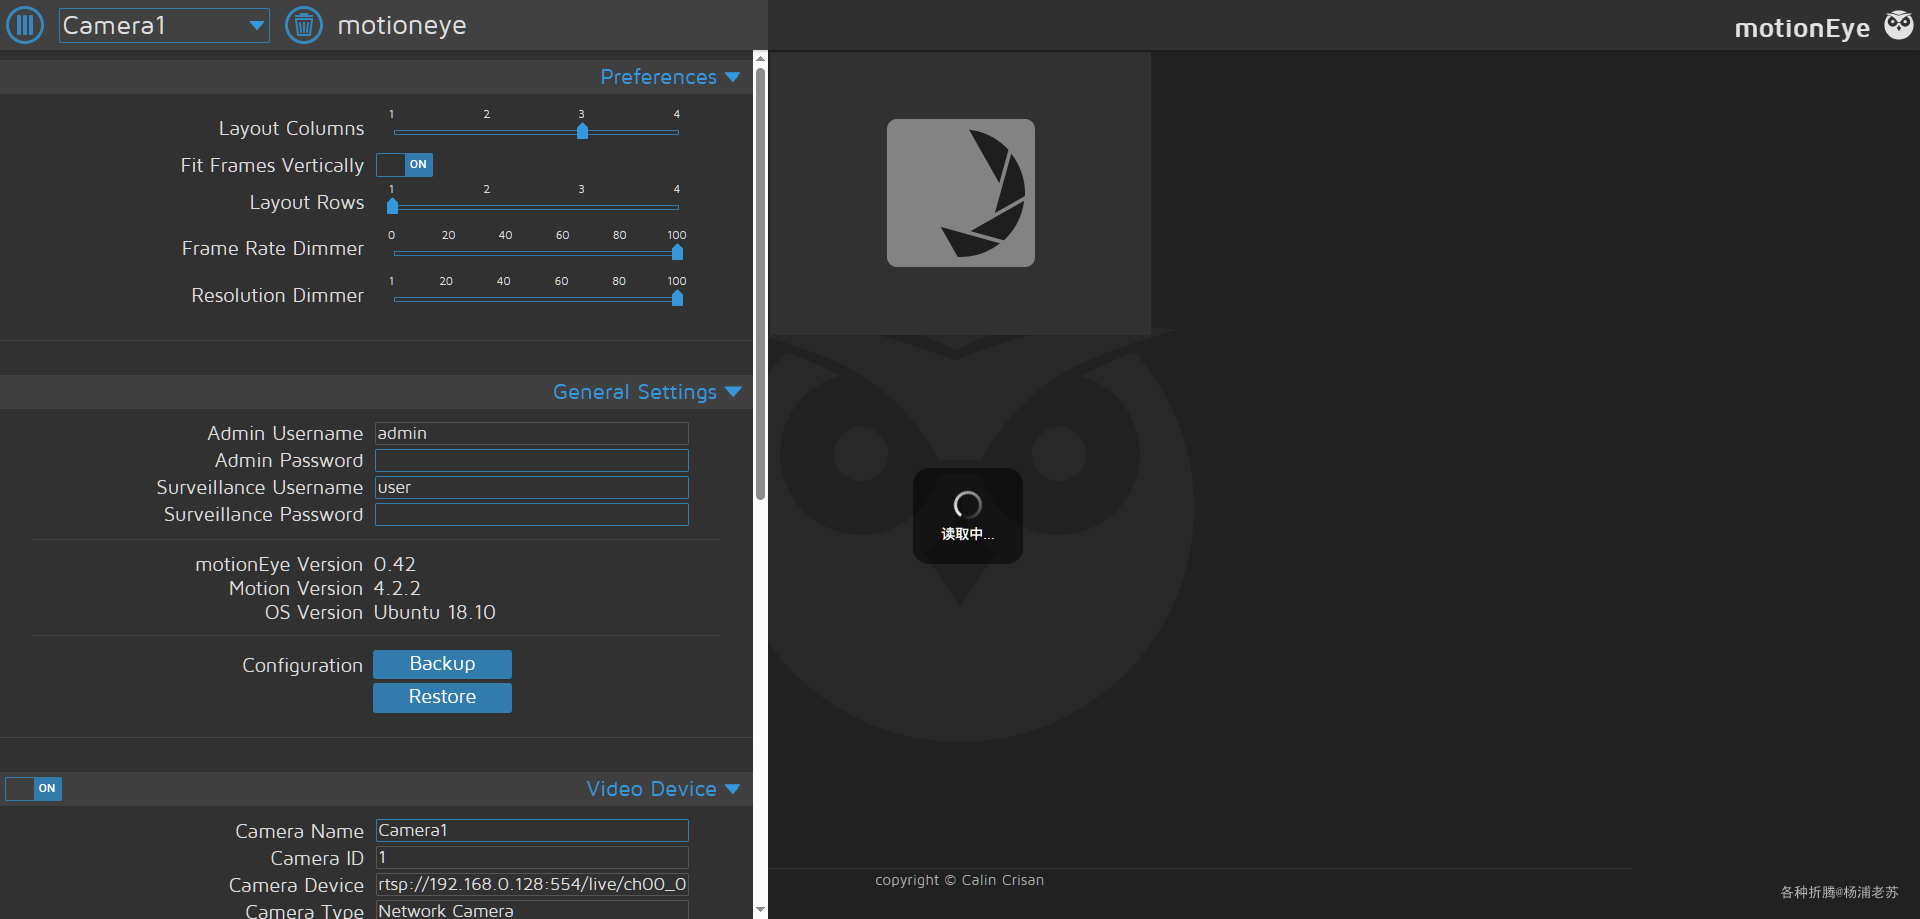 Camera1 motioneye
motionEye
Preferences
1 2 3 4
Layout Columns
Fit Frames Vertically ON
1 2 3 4
Layout Rows
0 20 40 60 80 100
Frame Rate Dimmer
1 20 40 60 80 100
Resolution Dimmer
General Settings
Admin Username admin
Admin Password
Surveillance Username user
Surveillance Password
motionEye Version 0.42
Motion Version 4.2.2
OS Version Ubuntu 18.10
Configuration Backup
Restore
ON Video Device
Camera Name Camera1
Camera ID 1
Camera Device rtsp://192.168.0.128:554/live/ch00_0
Camera Type Network Camera
读取中...
copyright © Calin Crisan
各种折腾@杨浦老苏